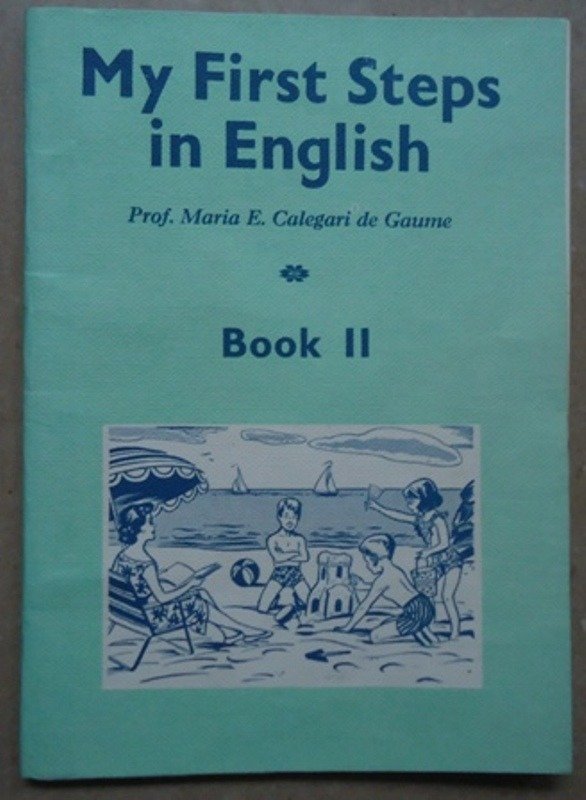 My First Steps
in English
Prof. Maria E. Calegari de Gaume
Book II